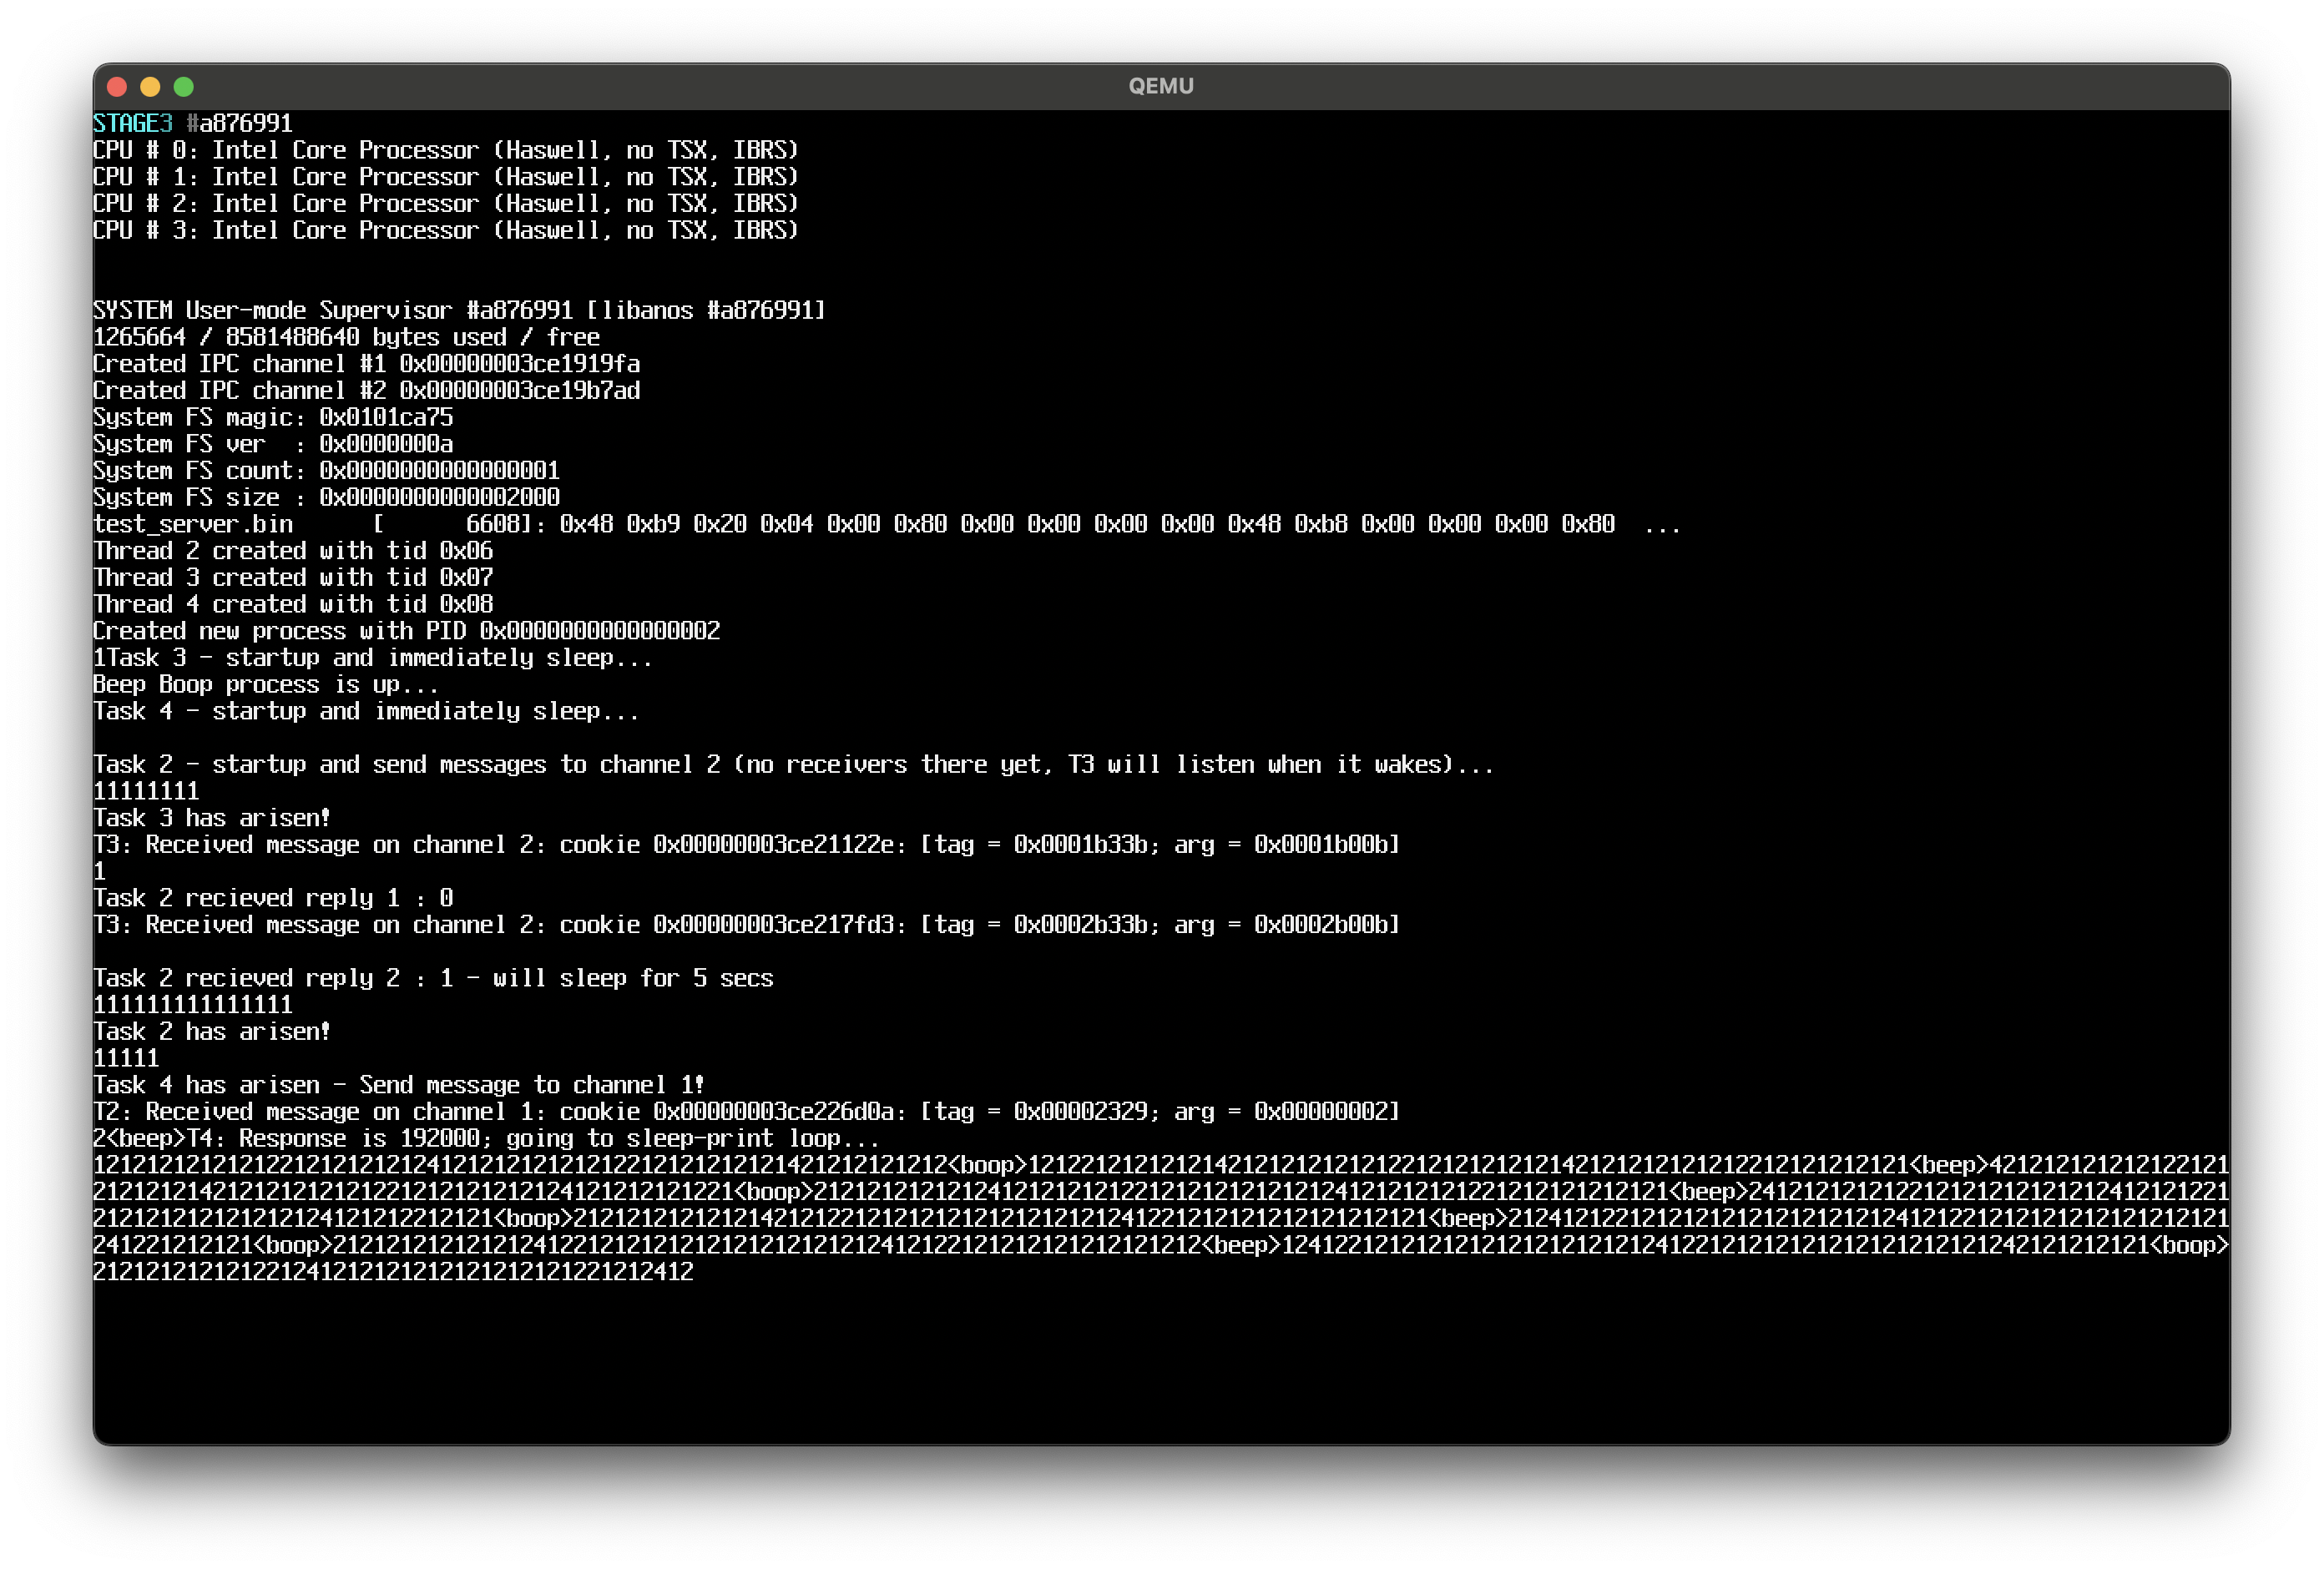 QEMU
STAGE3 #a876991
CPU # 0: Intel Core Processor (Haswell, no TSX, IBRS)
CPU # 1: Intel Core Processor (Haswell, no TSX, IBRS)
CPU # 2: Intel Core Processor (Haswell, no TSX, IBRS)
CPU # 3: Intel Core Processor (Haswell, no TSX, IBRS)
SYSTEM User-mode Supervisor #a876991 [libanos #a876991]
1265664 / 8581488640 bytes used / free
Created IPC channel #1 0x00000003ce1919fa
Created IPC channel #2 0x00000003ce19b7ad
System FS magic: 0x0101ca75
System FS ver  : 0x0000000a
System FS count: 0x0000000000000001
System FS size : 0x0000000000002000
test_server.bin      [      6608]: 0x48 0xb9 0x20 0x04 0x00 0x80 0x00 0x00 0x00 0x00 0x48 0xb8 0x00 0x00 0x00 0x80  ...
Thread 2 created with tid 0x06
Thread 3 created with tid 0x07
Thread 4 created with tid 0x08
Created new process with PID 0x0000000000000002
1Task 3 - startup and immediately sleep...
Beep Boop process is up...
Task 4 - startup and immediately sleep...
Task 2 - startup and send messages to channel 2 (no receivers there yet, T3 will listen when it wakes)...
11111111
Task 3 has arisen!
T3: Received message on channel 2: cookie 0x00000003ce21122e: [tag = 0x0001b33b; arg = 0x0001b00b]
1
Task 2 recieved reply 1 : 0
T3: Received message on channel 2: cookie 0x00000003ce217fd3: [tag = 0x0002b33b; arg = 0x0002b00b]
Task 2 recieved reply 2 : 1 - will sleep for 5 secs
111111111111111
Task 2 has arisen!
11111
Task 4 has arisen - Send message to channel 1!
T2: Received message on channel 1: cookie 0x00000003ce226d0a: [tag = 0x00002329; arg = 0x00000002]
2<beep>T4: Response is 192000; going to sleep-print loop...
1212121212121221212121212412121212121212212121212121421212121212<boop>1212212121212142121212121212212121212121421212121212122121212121<beep>421212121212122121
212121214212121212121221212121212124121212121221<boop>2121212121212412121212122121212121212124121212121221212121212121<beep>241212121212212121212121212412121221
212121212121212124121212212121<boop>21212121212121421212212121212121212121212412212121212121212121<beep>21241212212121212121212121212412122121212121212121212121
241221212121<boop>2121212121212124122121212121212121212121241212212121212121212121212<beep>1241221212121212121212121212412212121212121212121212121242121212121<boop>
212121212121221241212121212121212121221212412